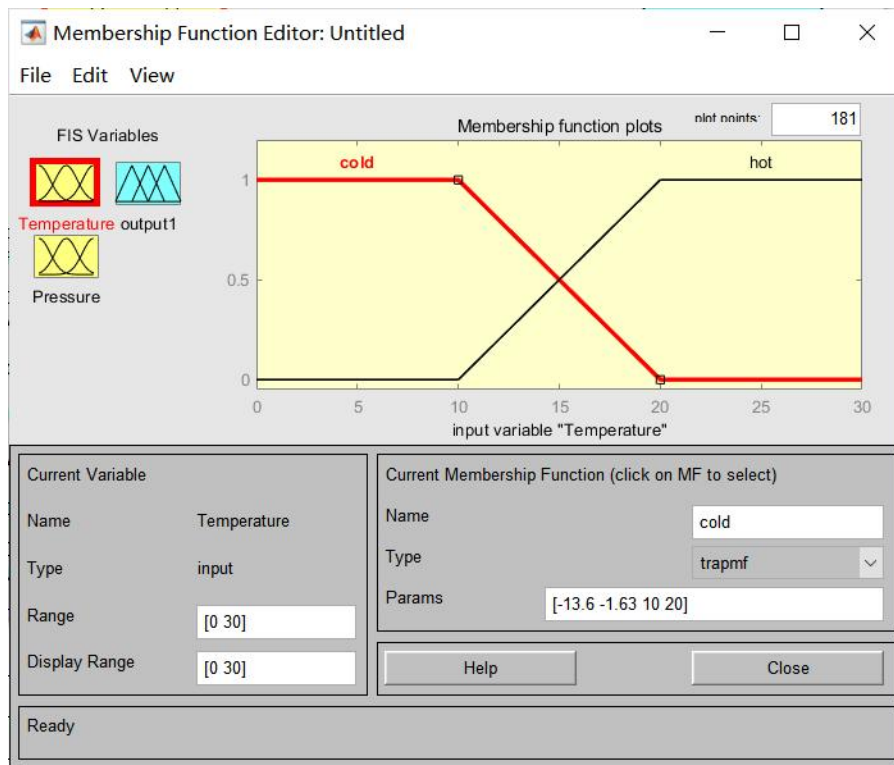 Membership Function Editor: Untitled
File Edit View
FIS Variables
Membership function plots
plot points:
181
cold
hot
Temperature output1
Pressure
1
0.5
0
0 5 10 15 20 25 30
input variable "Temperature"
Current Variable
Name Temperature
Type input
Range [0 30]
Display Range [0 30]
Current Membership Function (click on MF to select)
Name cold
Type trapmf
Params [-13.6 -1.63 10 20]
Help Close
Ready